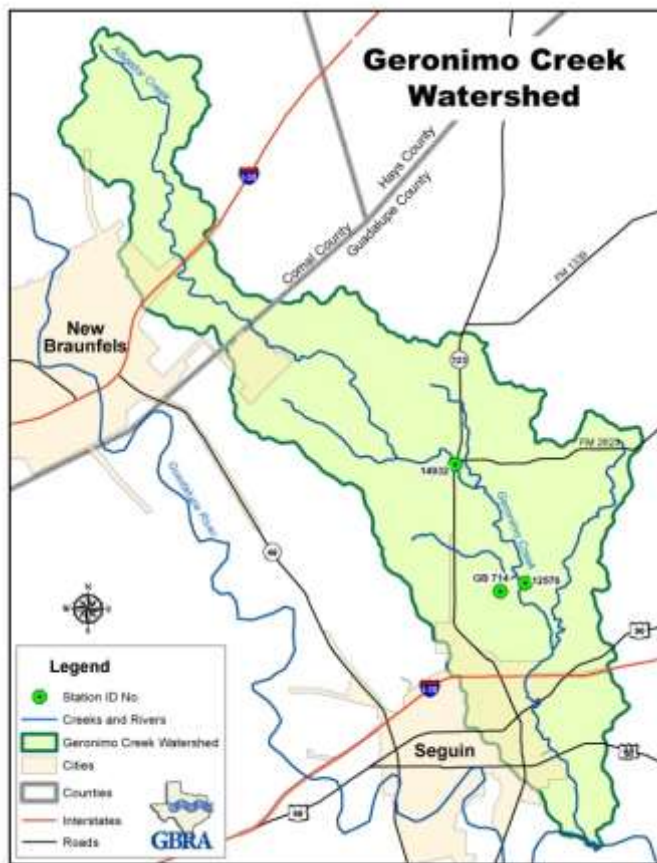 Geronimo Creek
Watershed
Alligator Creek
Hays County
Guadalupe County
Comal County
FM 1339
New
Braunfels
123
FM 2623
14932
Guadalupe River
Geronimo Creek
46
GB 714
12576
90
Legend
Station ID No.
Creeks and Rivers
Geronimo Creek Watershed
Cities
Counties
Interstates
Roads
GBRA
Seguin